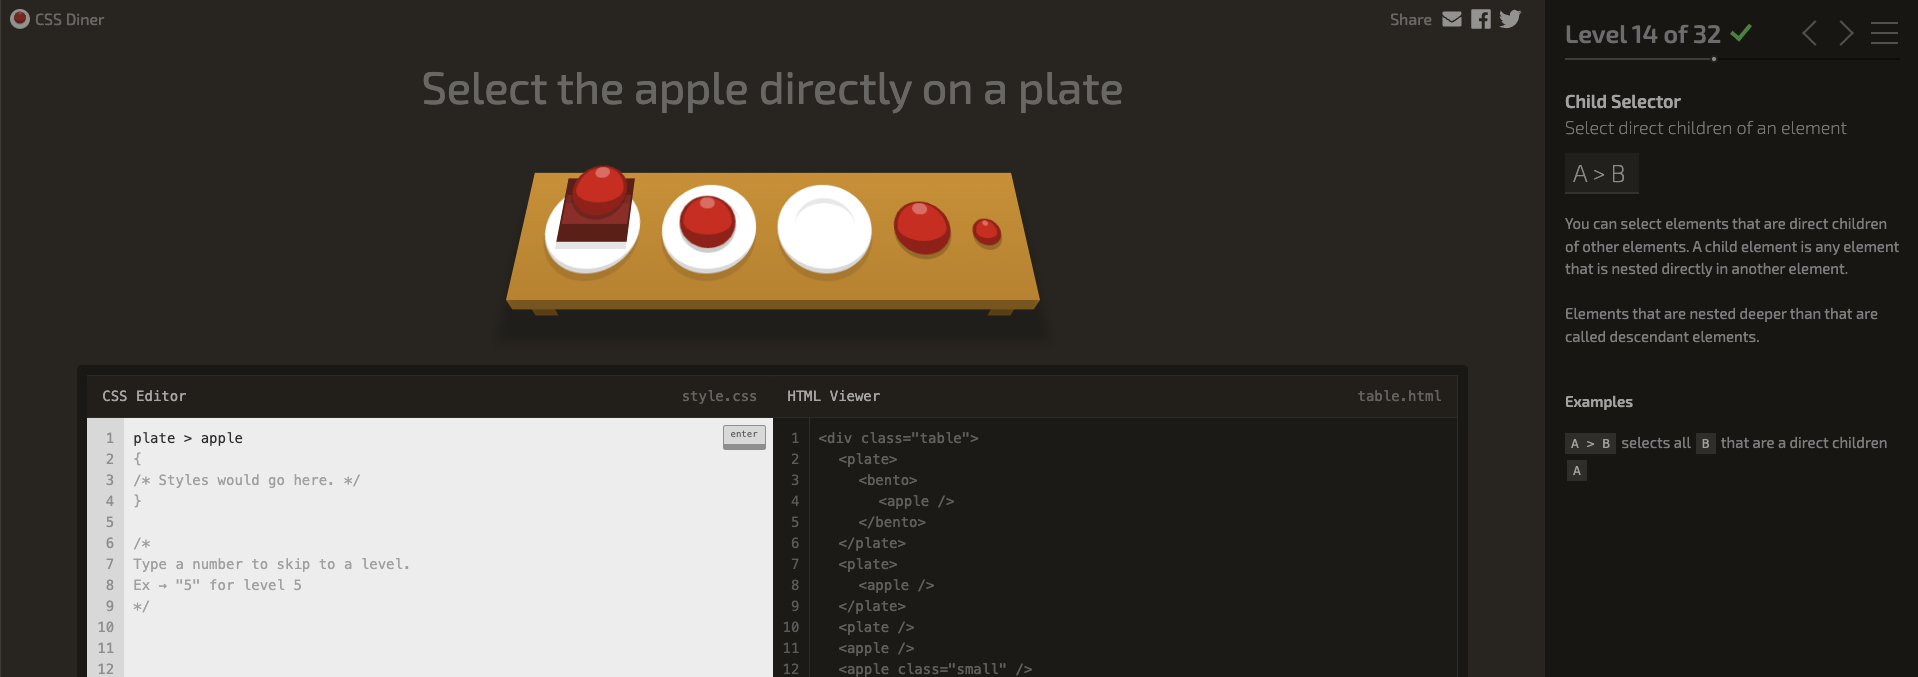 CSS Diner
Share
Select the apple directly on a plate
CSS Editor
style.css
1 plate > apple
enter
2 {
3 /* Styles would go here. */
4 }
5
6 /*
7 Type a number to skip to a level.
8 Ex → "5" for level 5
9 */
10
11
12
HTML Viewer
table.html
1 <div class="table">
2 <plate>
3 <bento>
4 <apple />
5 </bento>
6 </plate>
7 <plate>
8 <apple />
9 </plate>
10 <plate />
11 <apple />
12 <apple class="small" />
Level 14 of 32
Child Selector
Select direct children of an element
A > B
You can select elements that are direct children
of other elements. A child element is any element
that is nested directly in another element.
Elements that are nested deeper than that are
called descendant elements.
Examples
A > B selects all B that are a direct children
A